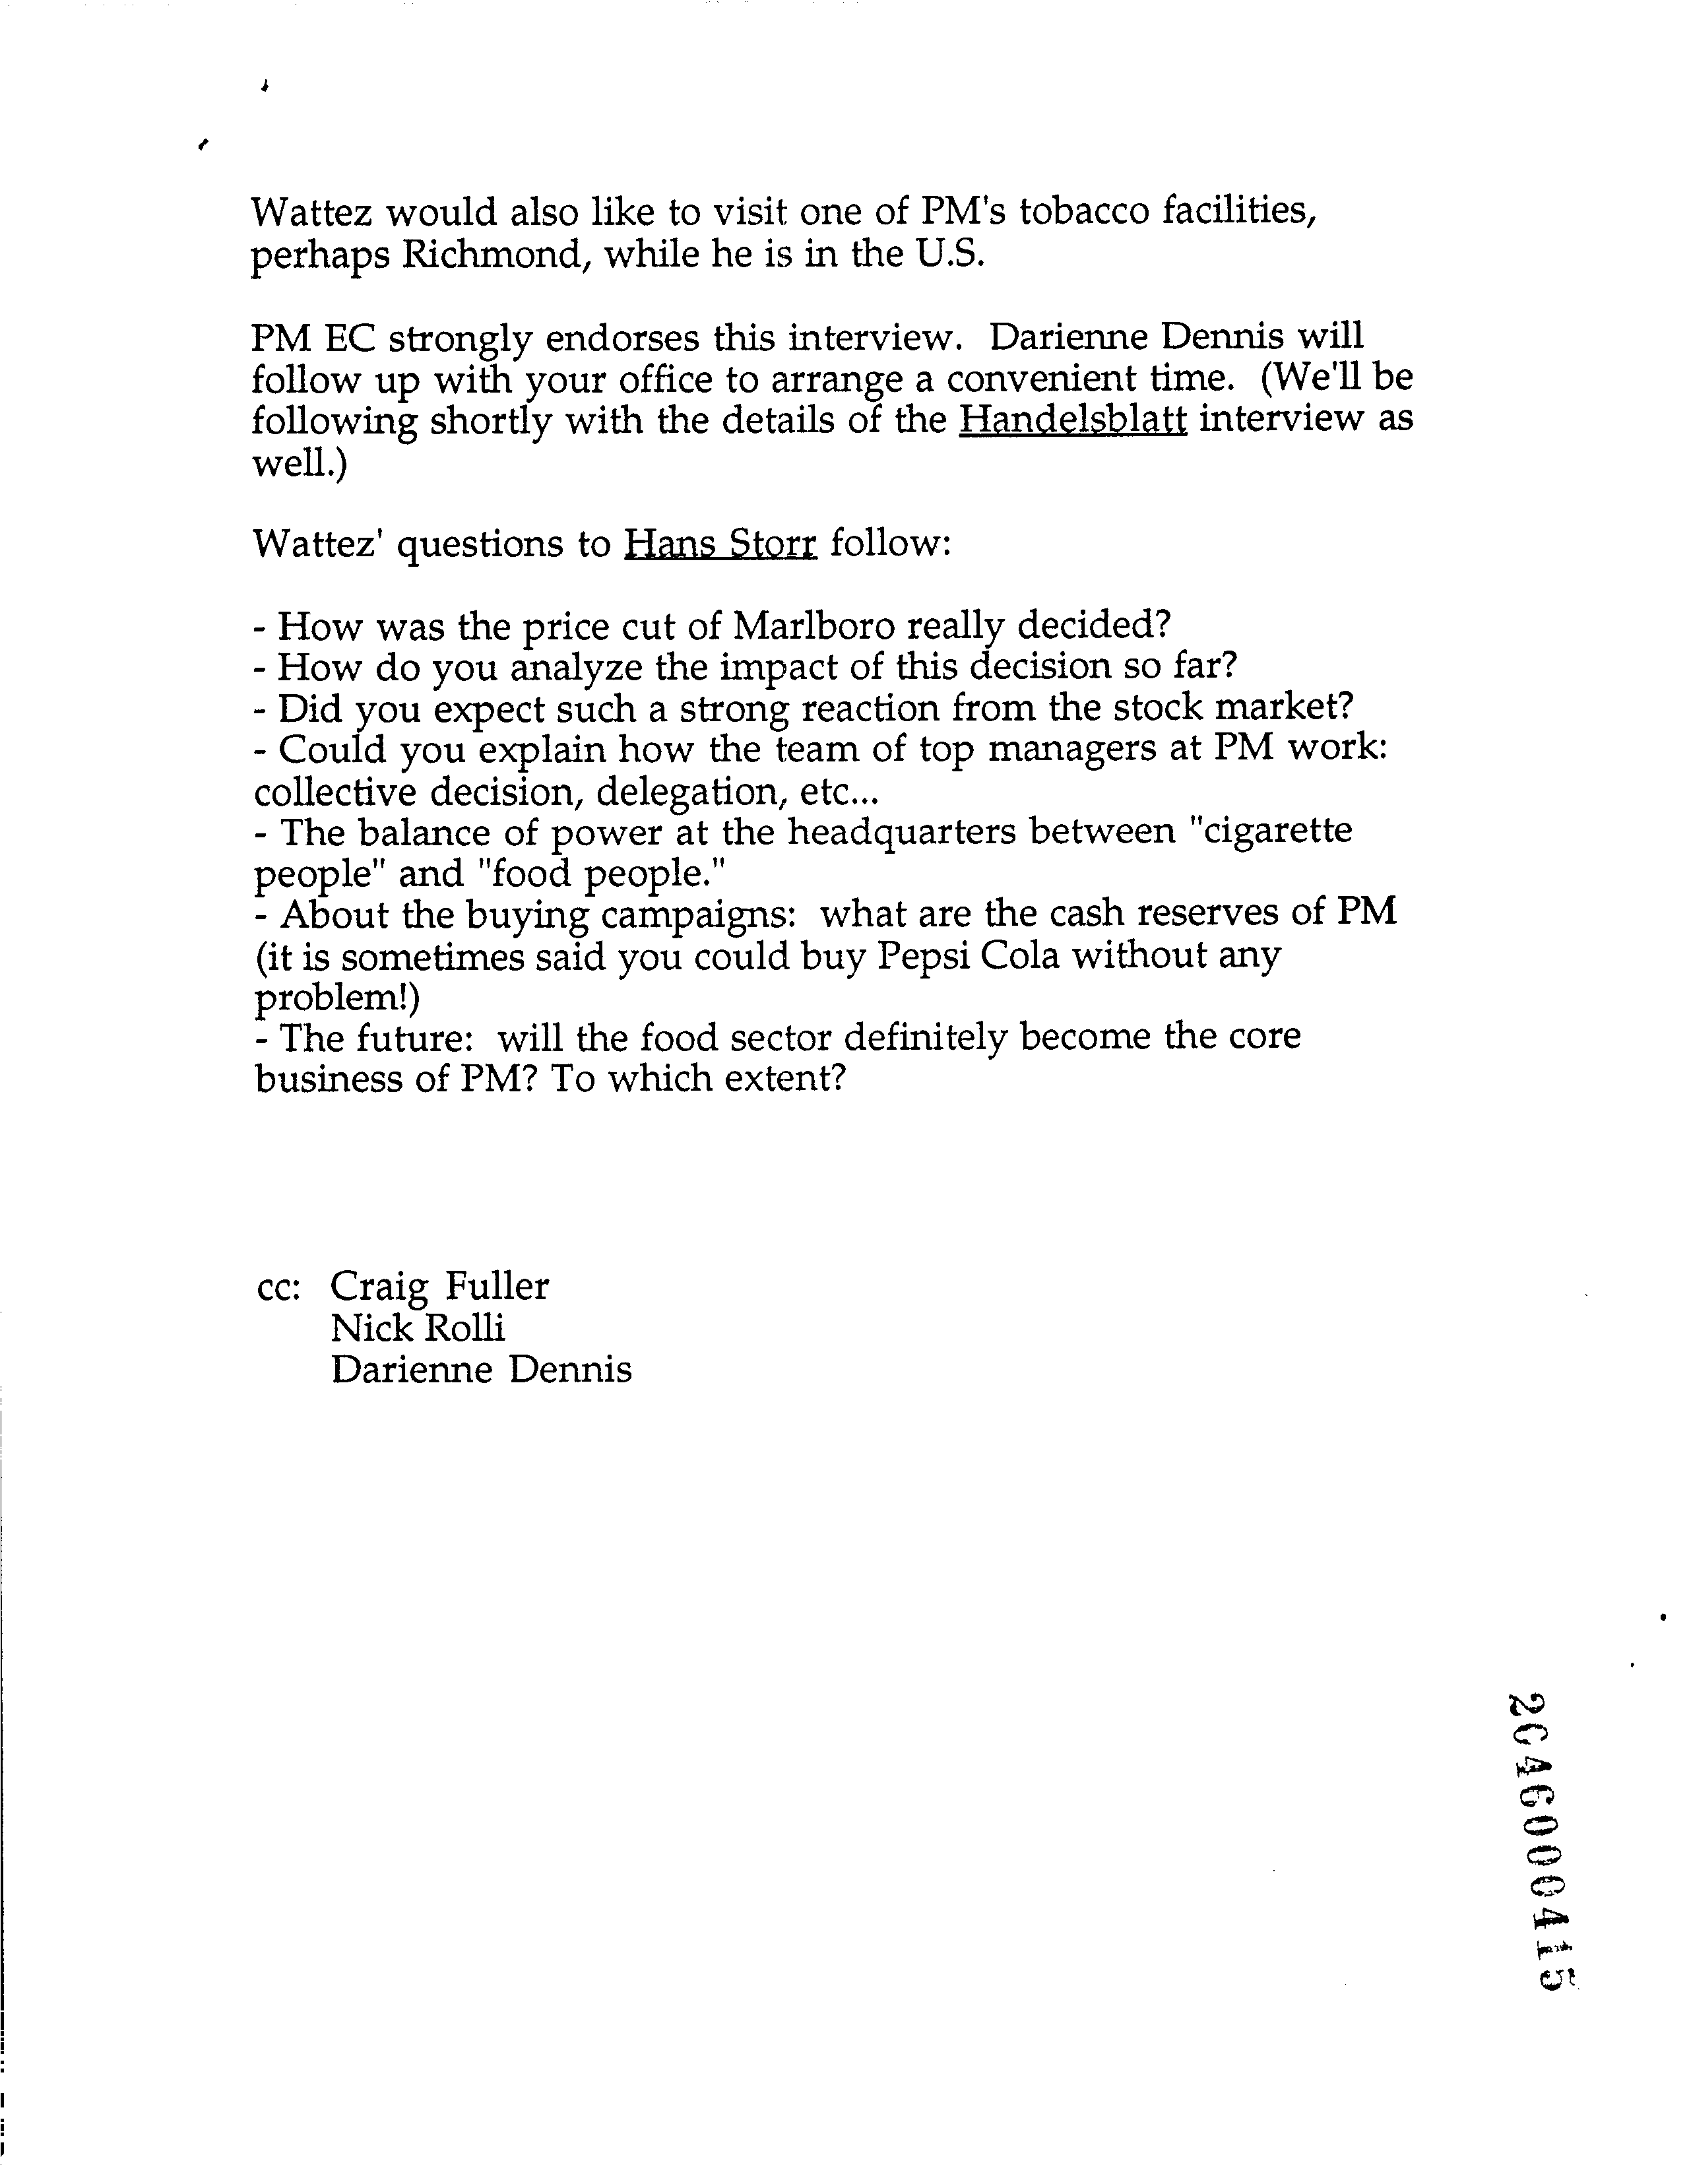 Wattez would also like to visit one of PM's tobacco facilities,
perhaps Richmond, while he is in the U.S.
PM EC strongly endorses this interview. Darienne Dennis will
follow up with your office to arrange a convenient time. (We'll be
following shortly with the details of the Handelsblatt interview as
well.)
Wattez' questions to Hans Storr follow:
- How was the price cut of Marlboro really decided?
- How do you analyze the impact of this decision so far?
- Did you expect such a strong reaction from the stock market?
- Could you explain how the team of top managers at PM work:
collective decision, delegation, etc...
- The balance of power at the headquarters between "cigarette
people" and "food people."
- About the buying campaigns: what are the cash reserves of PM
(it is sometimes said you could buy Pepsi Cola without any
problem!)
- The future: will the food sector definitely become the core
business of PM? To which extent?
cc: Craig Fuller
Nick Rolli
Darienne Dennis
2046000415